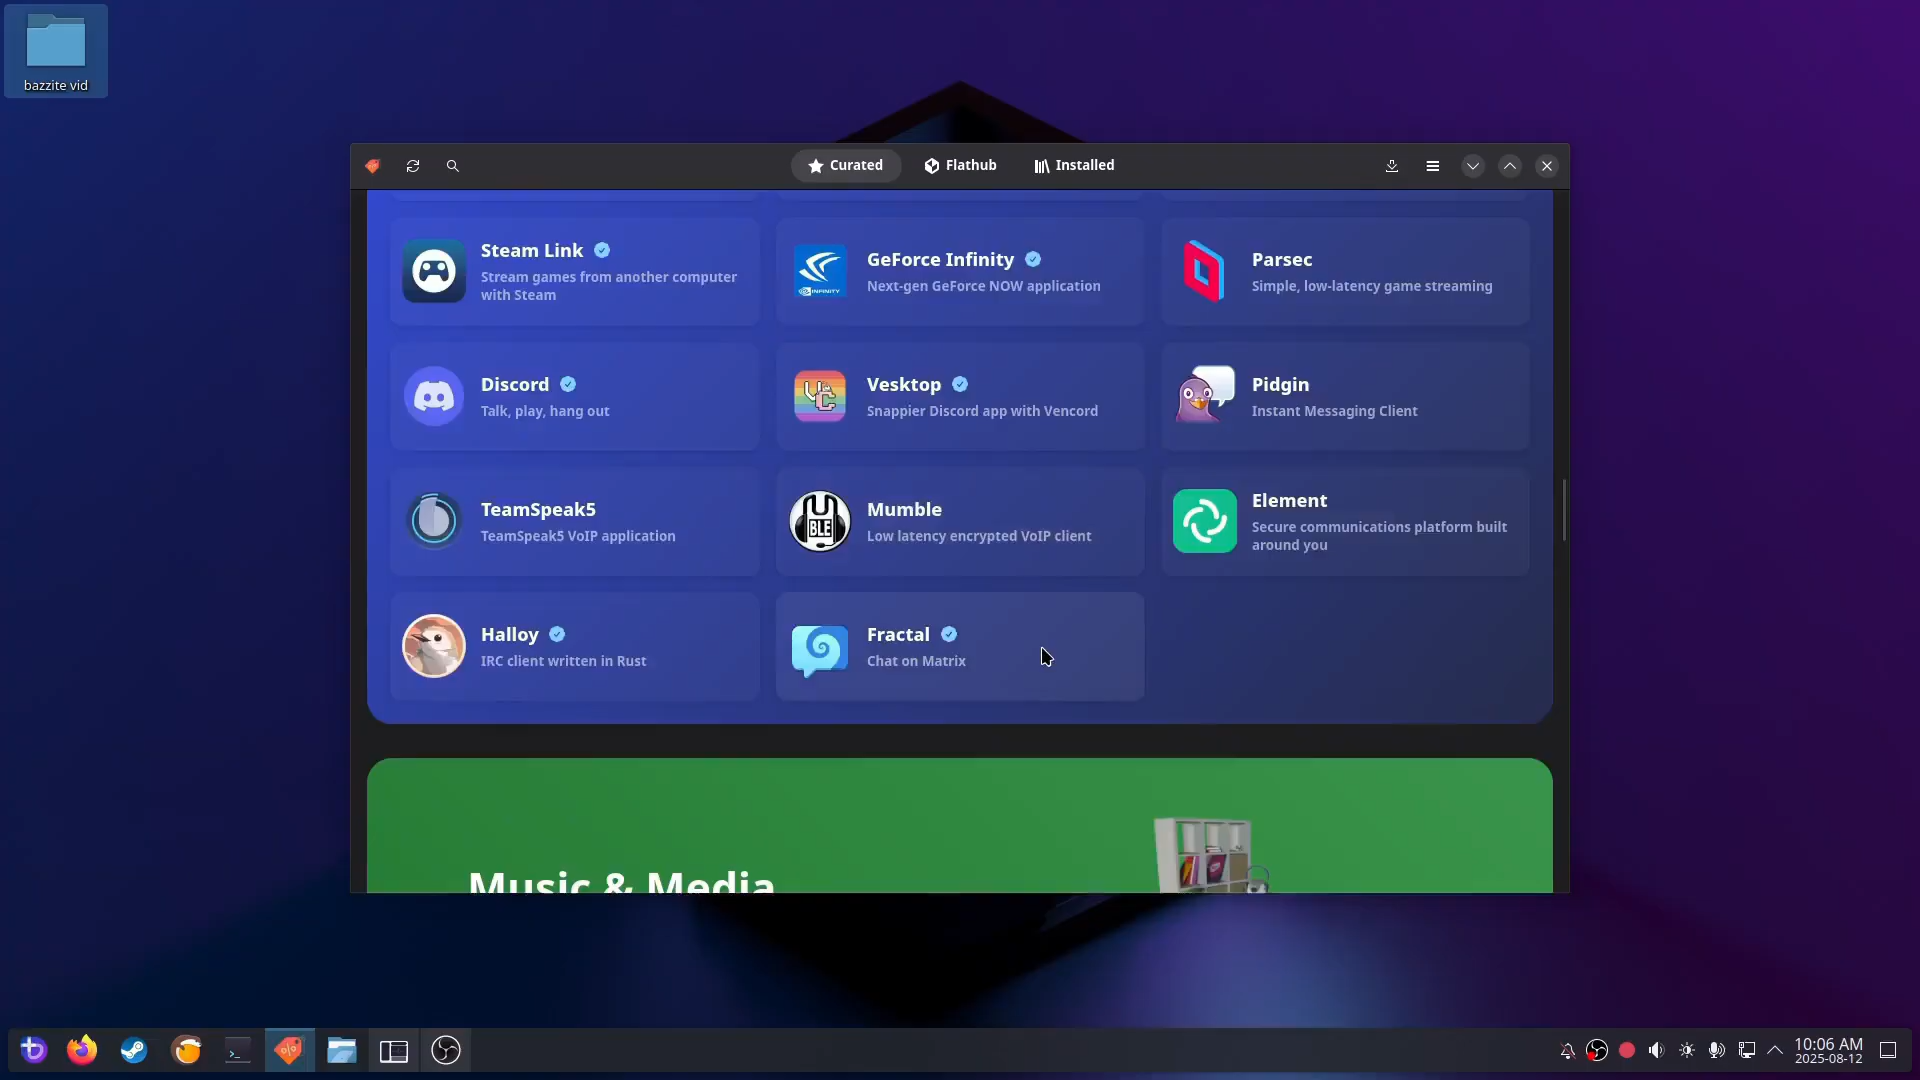 bazzite vid
Curated
Flathub
Installed
Steam Link
Stream games from another computer
with Steam
GeForce Infinity
Next-gen GeForce NOW application
INFINITY
Parsec
Simple, low-latency game streaming
Discord
Talk, play, hang out
Vesktop
Snappier Discord app with Vencord
Pidgin
Instant Messaging Client
TeamSpeak5
TeamSpeak5 VoIP application
Mumble
Low latency encrypted VoIP client
BLE
Element
Secure communications platform built
around you
Halloy
IRC client written in Rust
Fractal
Chat on Matrix
Music & Media
10:06 AM
2025-08-12